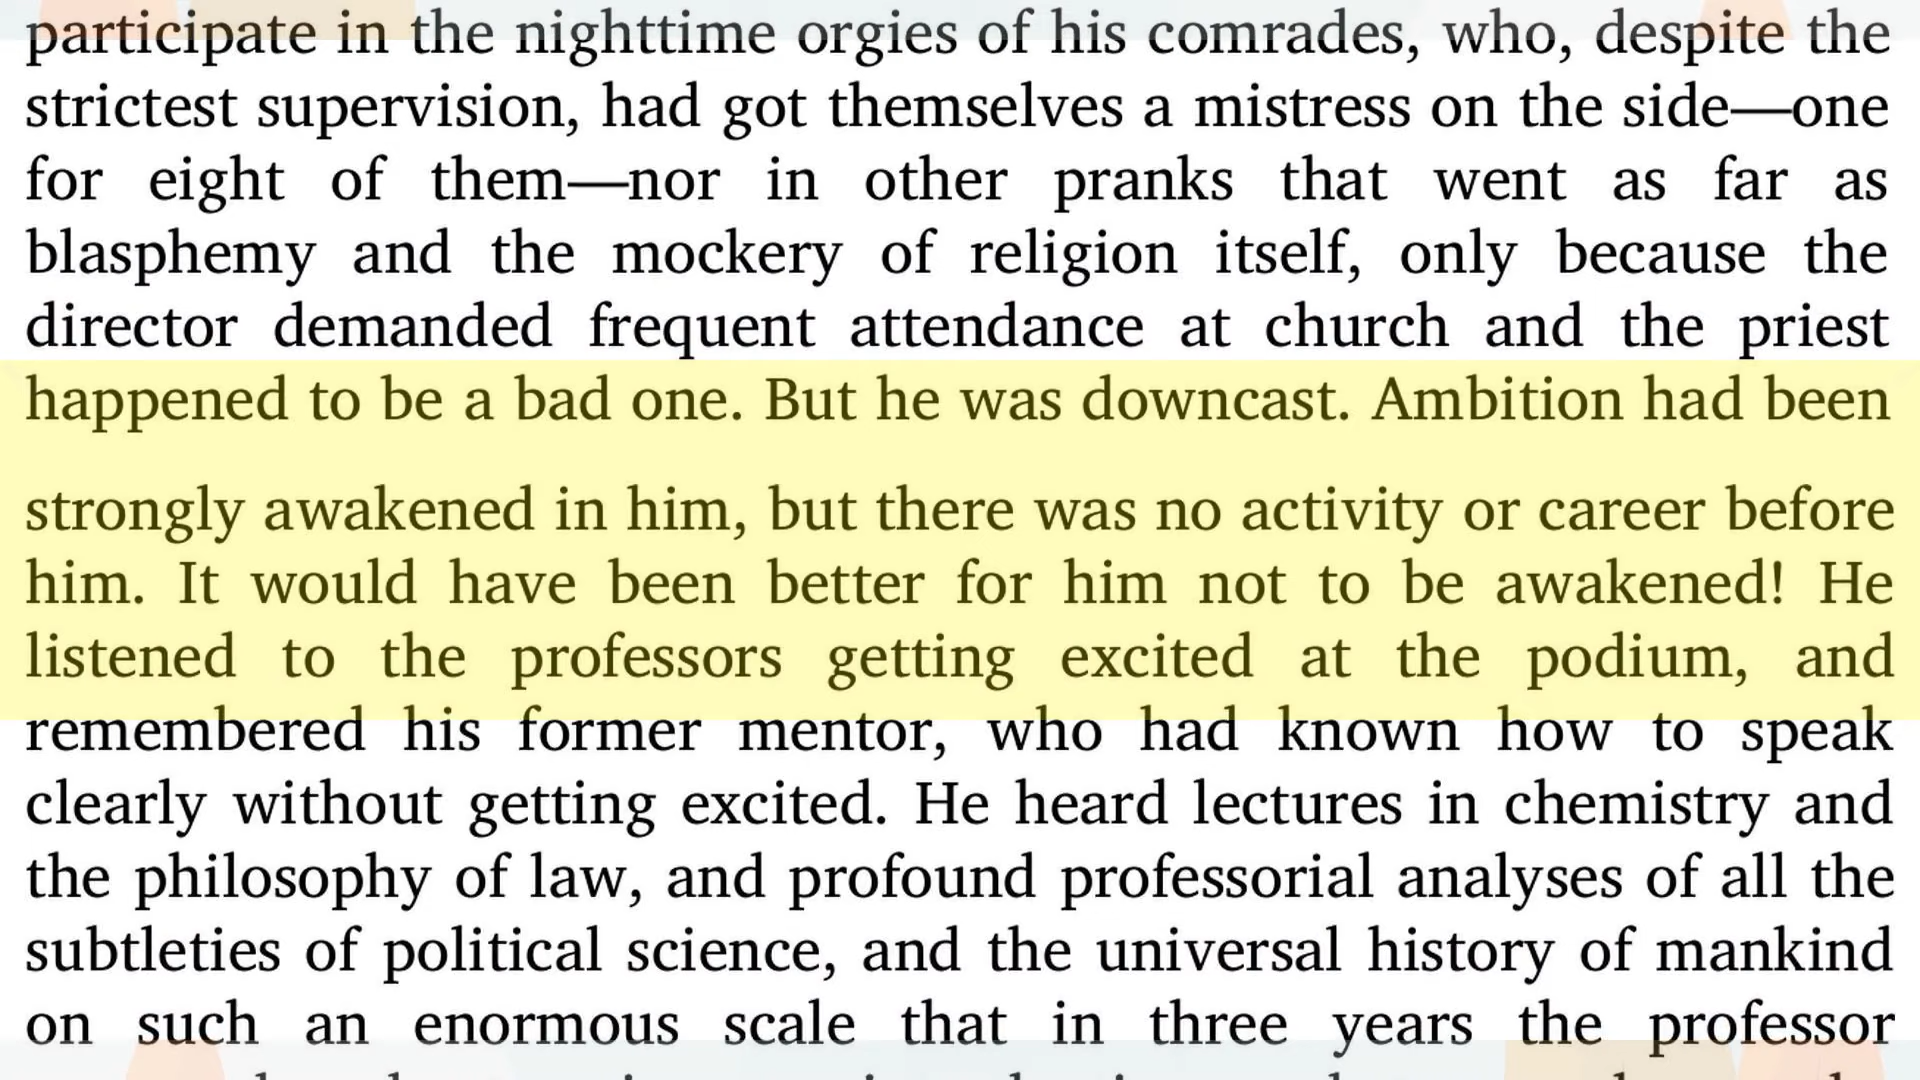 participate in the nighttime orgies of his comrades, who, despite the
strictest supervision, had got themselves a mistress on the side—one
for eight of them—nor in other pranks that went as far as
blasphemy and the mockery of religion itself, only because the
director demanded frequent attendance at church and the priest
happened to be a bad one. But he was downcast. Ambition had been
strongly awakened in him, but there was no activity or career before
him. It would have been better for him not to be awakened! He
listened to the professors getting excited at the podium, and
remembered his former mentor, who had known how to speak
clearly without getting excited. He heard lectures in chemistry and
the philosophy of law, and profound professorial analyses of all the
subtleties of political science, and the universal history of mankind
on such an enormous scale that in three years the professor